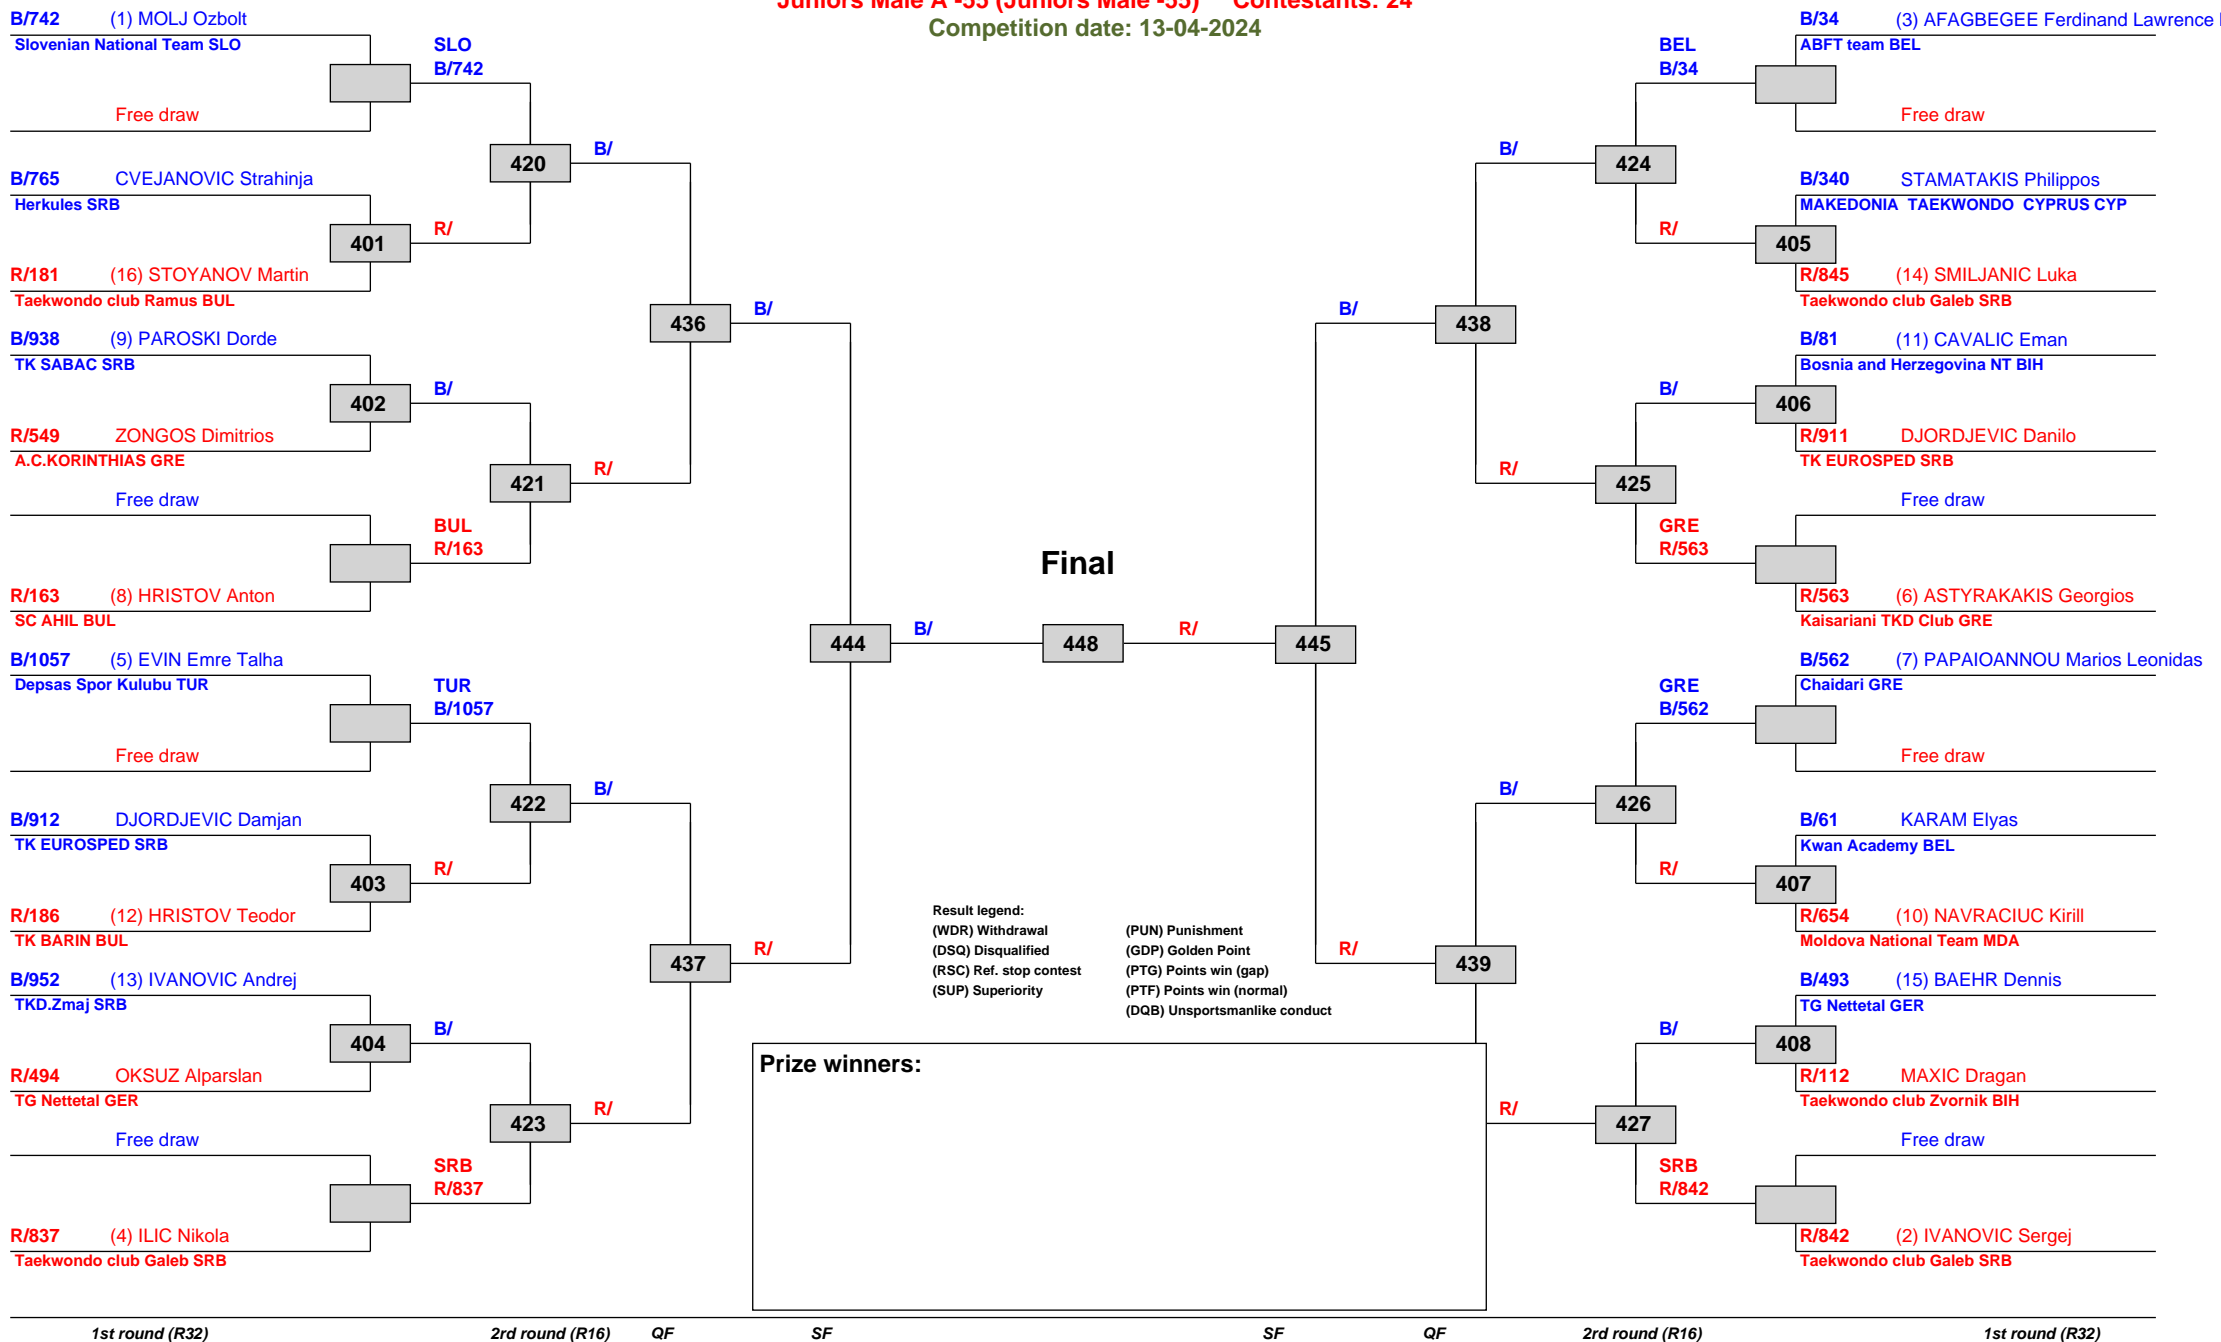 Juniors Male A -55 (Juniors Male -55) Contestants: 24
Competition date: 13-04-2024
B/742 (1) MOLJ Ozbolt
Slovenian National Team SLO
SLO
B/742
Free draw
420
B/
B/765 CVEJANOVIC Strahinja
Herkules SRB
401
R/
R/181 (16) STOYANOV Martin
Taekwondo club Ramus BUL
436
B/
B/938 (9) PAROSKI Dorde
TK SABAC SRB
402
B/
R/549 ZONGOS Dimitrios
A.C.KORINTHIAS GRE
421
R/
Free draw
BUL
R/163
R/163 (8) HRISTOV Anton
SC AHIL BUL
444
B/
B/1057 (5) EVIN Emre Talha
Depsas Spor Kulubu TUR
TUR
B/1057
Free draw
422
B/
B/912 DJORDJEVIC Damjan
TK EUROSPED SRB
403
R/
R/186 (12) HRISTOV Teodor
TK BARIN BUL
437
R/
B/952 (13) IVANOVIC Andrej
TKD.Zmaj SRB
404
B/
R/494 OKSUZ Alparslan
TG Nettetal GER
423
R/
Free draw
SRB
R/837
R/837 (4) ILIC Nikola
Taekwondo club Galeb SRB
Final
448
R/
445
Result legend:
(WDR) Withdrawal
(DSQ) Disqualified
(RSC) Ref. stop contest
(SUP) Superiority
(PUN) Punishment
(GDP) Golden Point
(PTG) Points win (gap)
(PTF) Points win (normal)
(DQB) Unsportsmanlike conduct
Prize winners:
B/34 (3) AFAGBEGEE Ferdinand Lawrence
ABFT team BEL
BEL
B/34
Free draw
B/
424
B/340 STAMATAKIS Philippos
MAKEDONIA TAEKWONDO CYPRUS CYP
R/
405
R/845 (14) SMILJANIC Luka
Taekwondo club Galeb SRB
B/
438
B/81 (11) CAVALIC Eman
Bosnia and Herzegovina NT BIH
B/
406
R/911 DJORDJEVIC Danilo
TK EUROSPED SRB
R/
425
Free draw
GRE
R/563
R/563 (6) ASTYRAKAKIS Georgios
Kaisariani TKD Club GRE
B/562 (7) PAPAIOANNOU Marios Leonidas
Chaidari GRE
GRE
B/562
Free draw
B/
426
B/61 KARAM Elyas
Kwan Academy BEL
R/
407
R/654 (10) NAVRACIUC Kirill
Moldova National Team MDA
R/
439
B/493 (15) BAEHR Dennis
TG Nettetal GER
B/
408
R/112 MAXIC Dragan
Taekwondo club Zvornik BIH
R/
427
Free draw
SRB
R/842
R/842 (2) IVANOVIC Sergej
Taekwondo club Galeb SRB
1st round (R32) 2rd round (R16) QF SF SF QF 2rd round (R16) 1st round (R32)